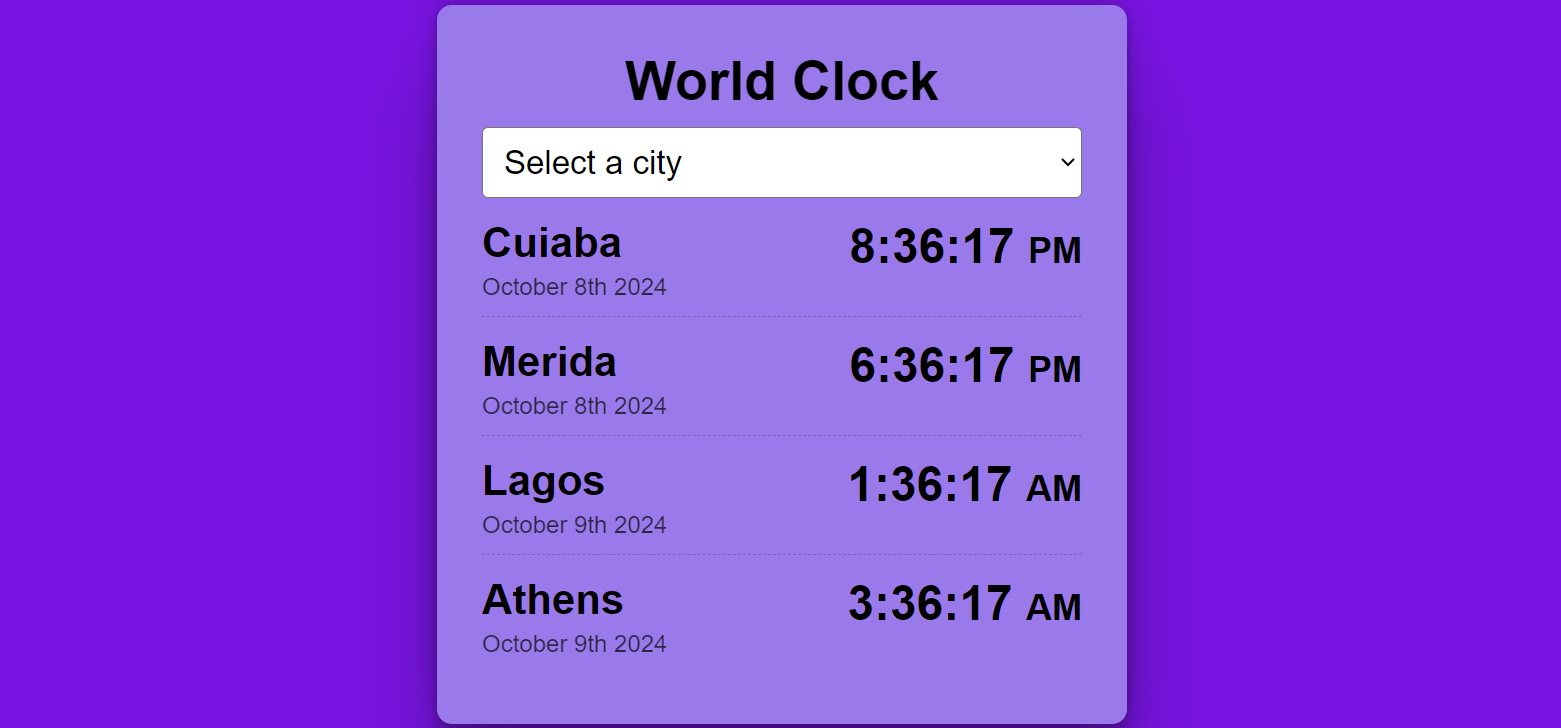 World Clock
Select a city
Cuiaba 8:36:17 PM
October 8th 2024
Merida 6:36:17 PM
October 8th 2024
Lagos 1:36:17 AM
October 9th 2024
Athens 3:36:17 AM
October 9th 2024